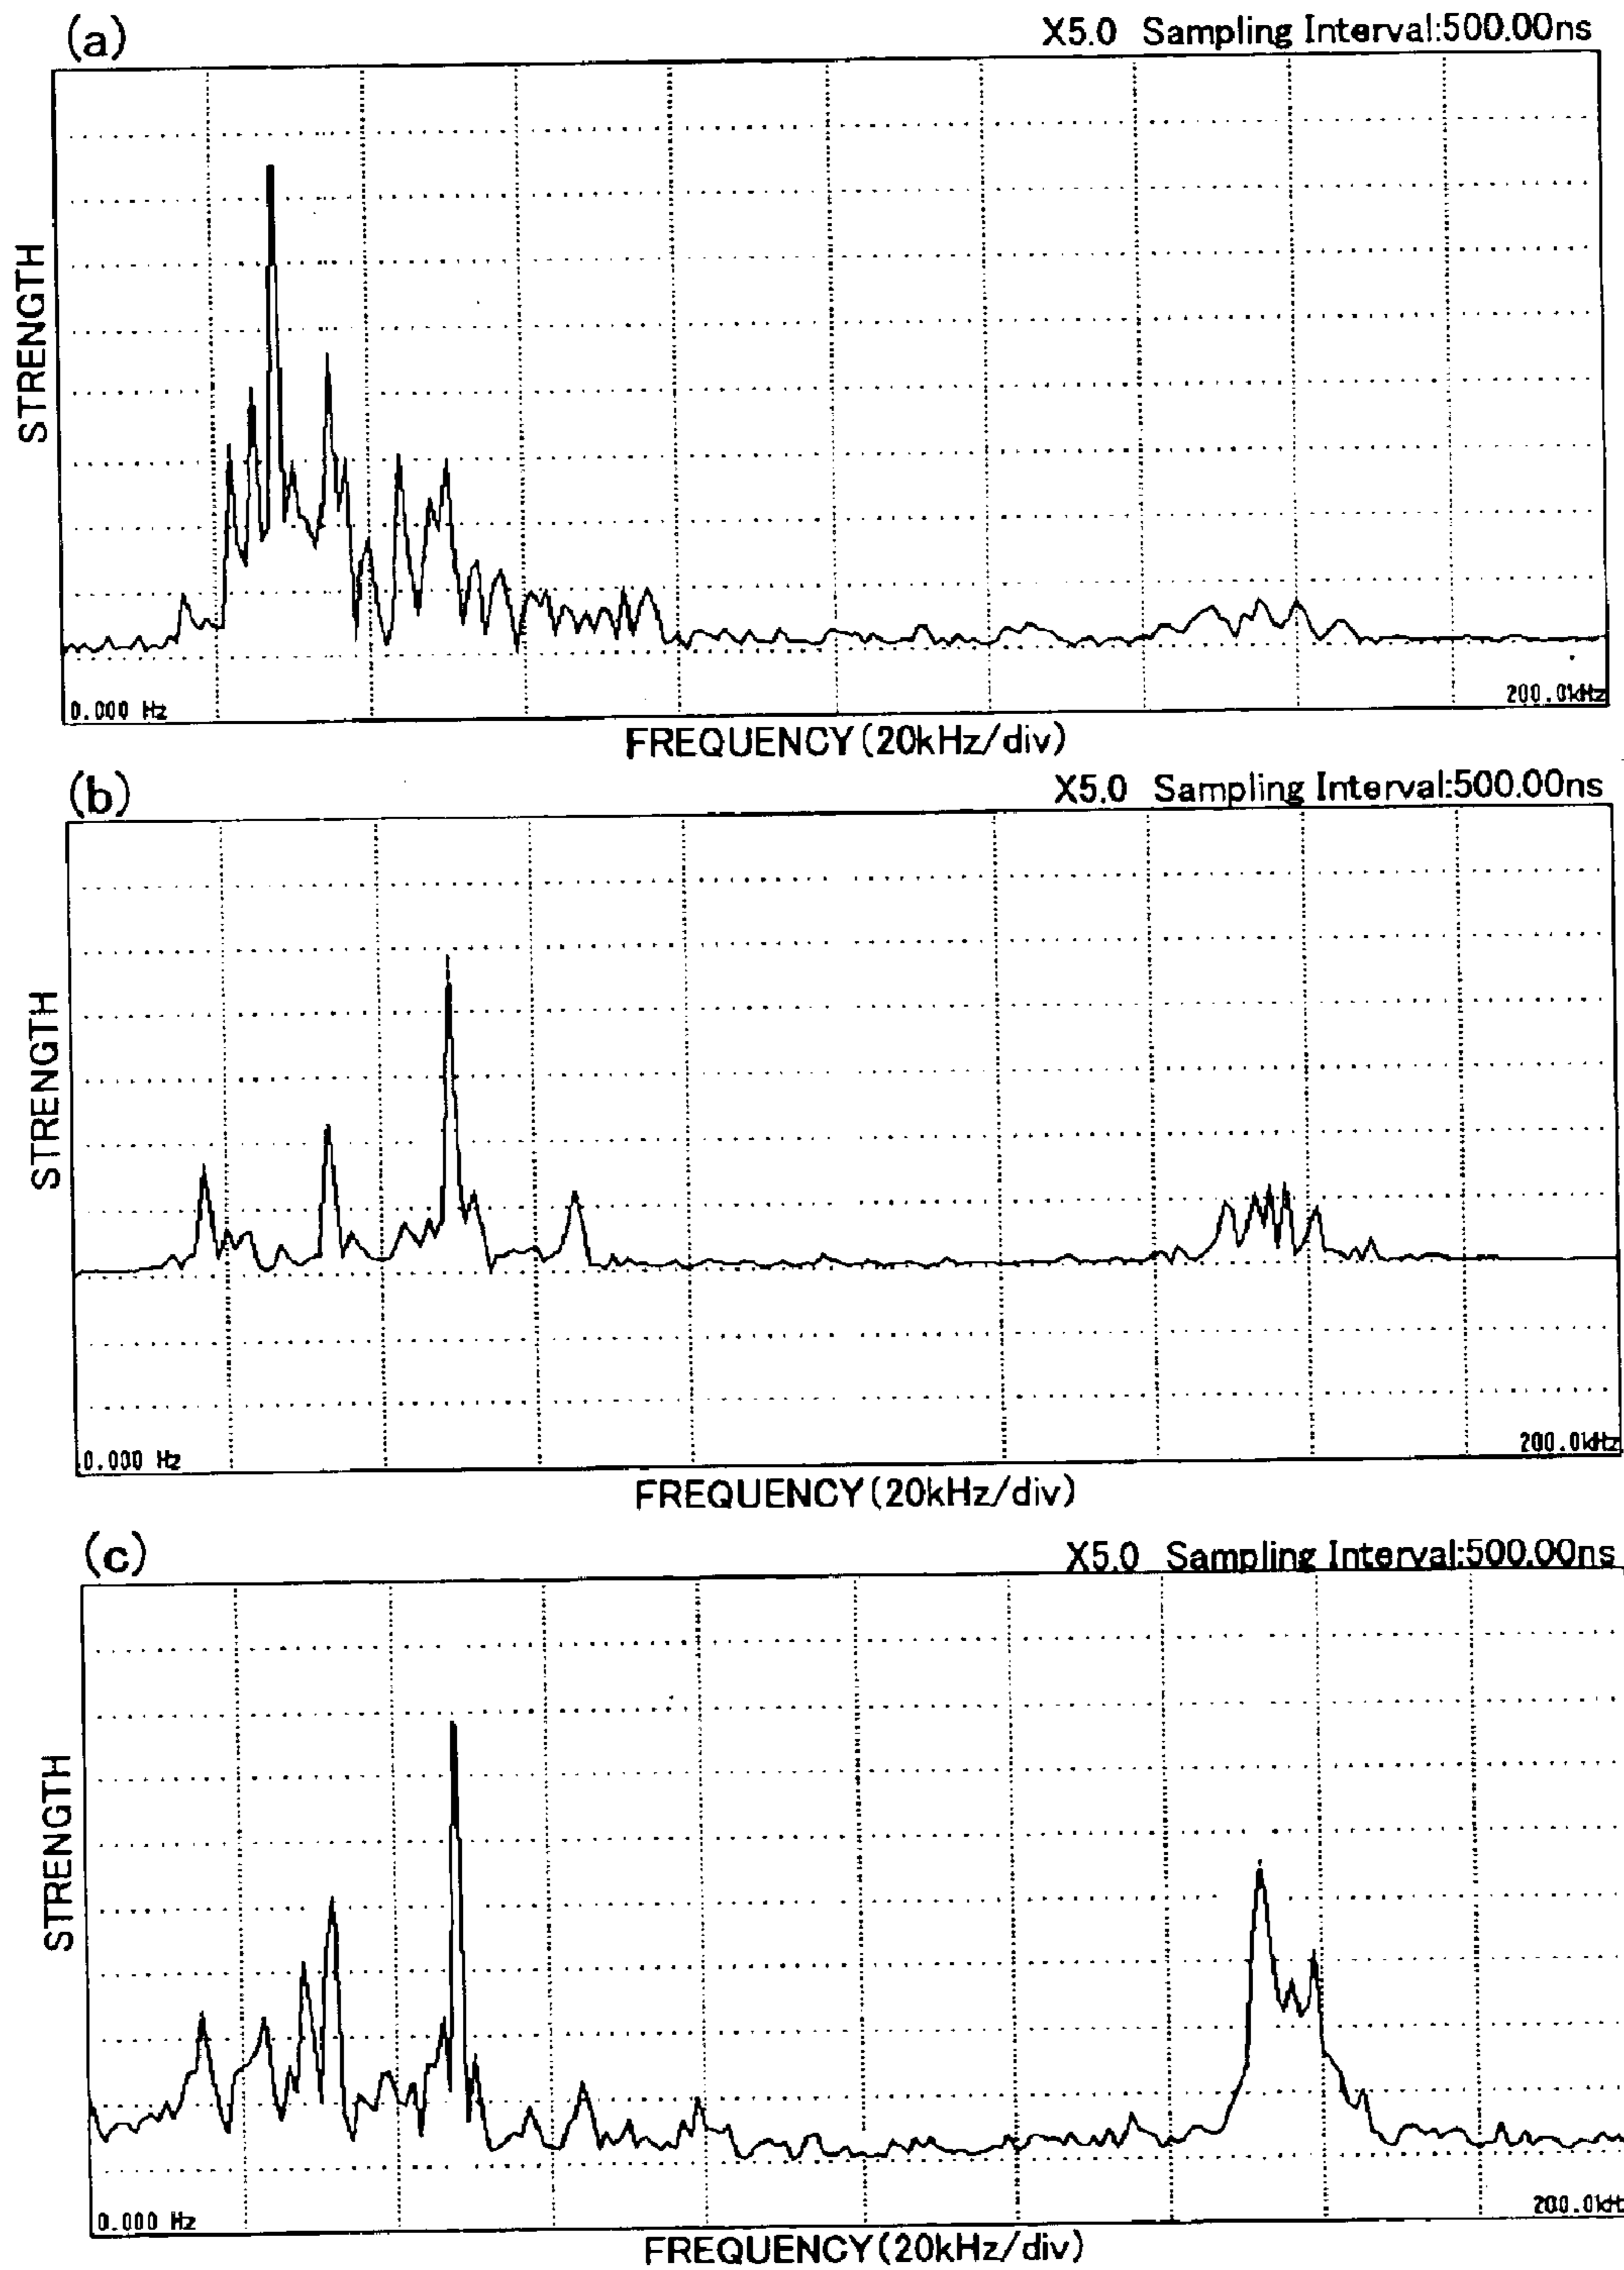 (a)
X5.0 Sampling Interval:500.00ns
STRENGTH
0.000 Hz
200.0kHz
FREQUENCY(20kHz/div)
(b)
X5.0 Sampling Interval:500.00ns
STRENGTH
0.000 Hz
200.0kHz
FREQUENCY(20kHz/div)
(c)
X5.0 Sampling Interval:500.00ns
STRENGTH
0.000 Hz
200.0kH
FREQUENCY(20kHz/div)